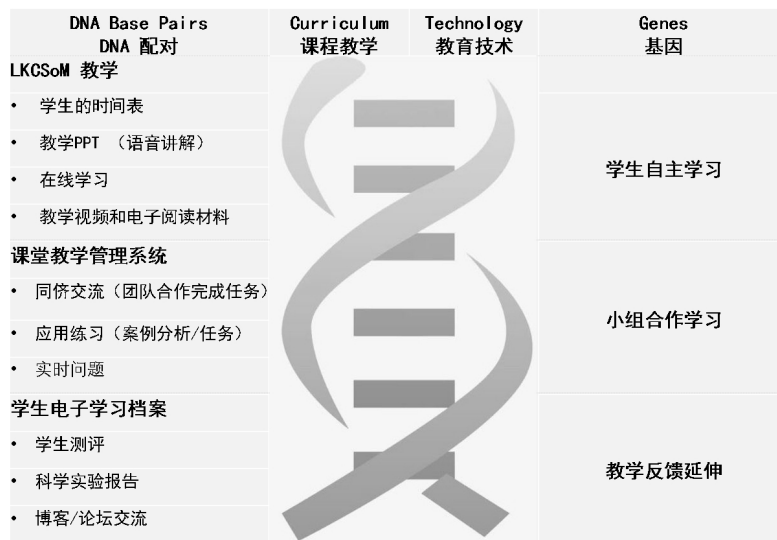 DNA Base Pairs
DNA 配对
Curriculum
课程教学
Technology
教育技术
Genes
基因
LKCSoM 教学
• 学生的时间表
• 教学PPT （语音讲解）
• 在线学习
• 教学视频和电子阅读材料
学生自主学习
课堂教学管理系统
• 同侪交流（团队合作完成任务）
• 应用练习（案例分析/任务）
• 实时问题
小组合作学习
学生电子学习档案
• 学生测评
• 科学实验报告
• 博客/论坛交流
教学反馈延伸